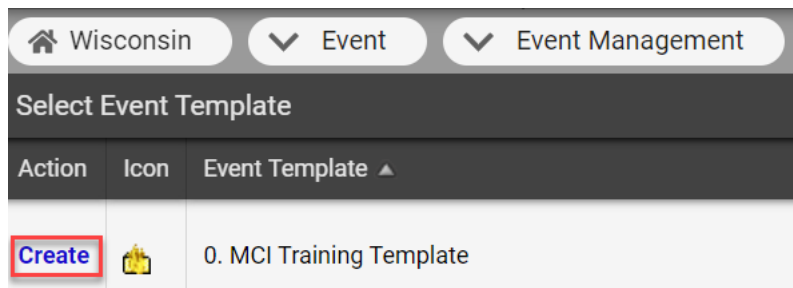 Wisconsin Event Event Management
Select Event Template
Action Icon Event Template
Create 0. MCI Training Template